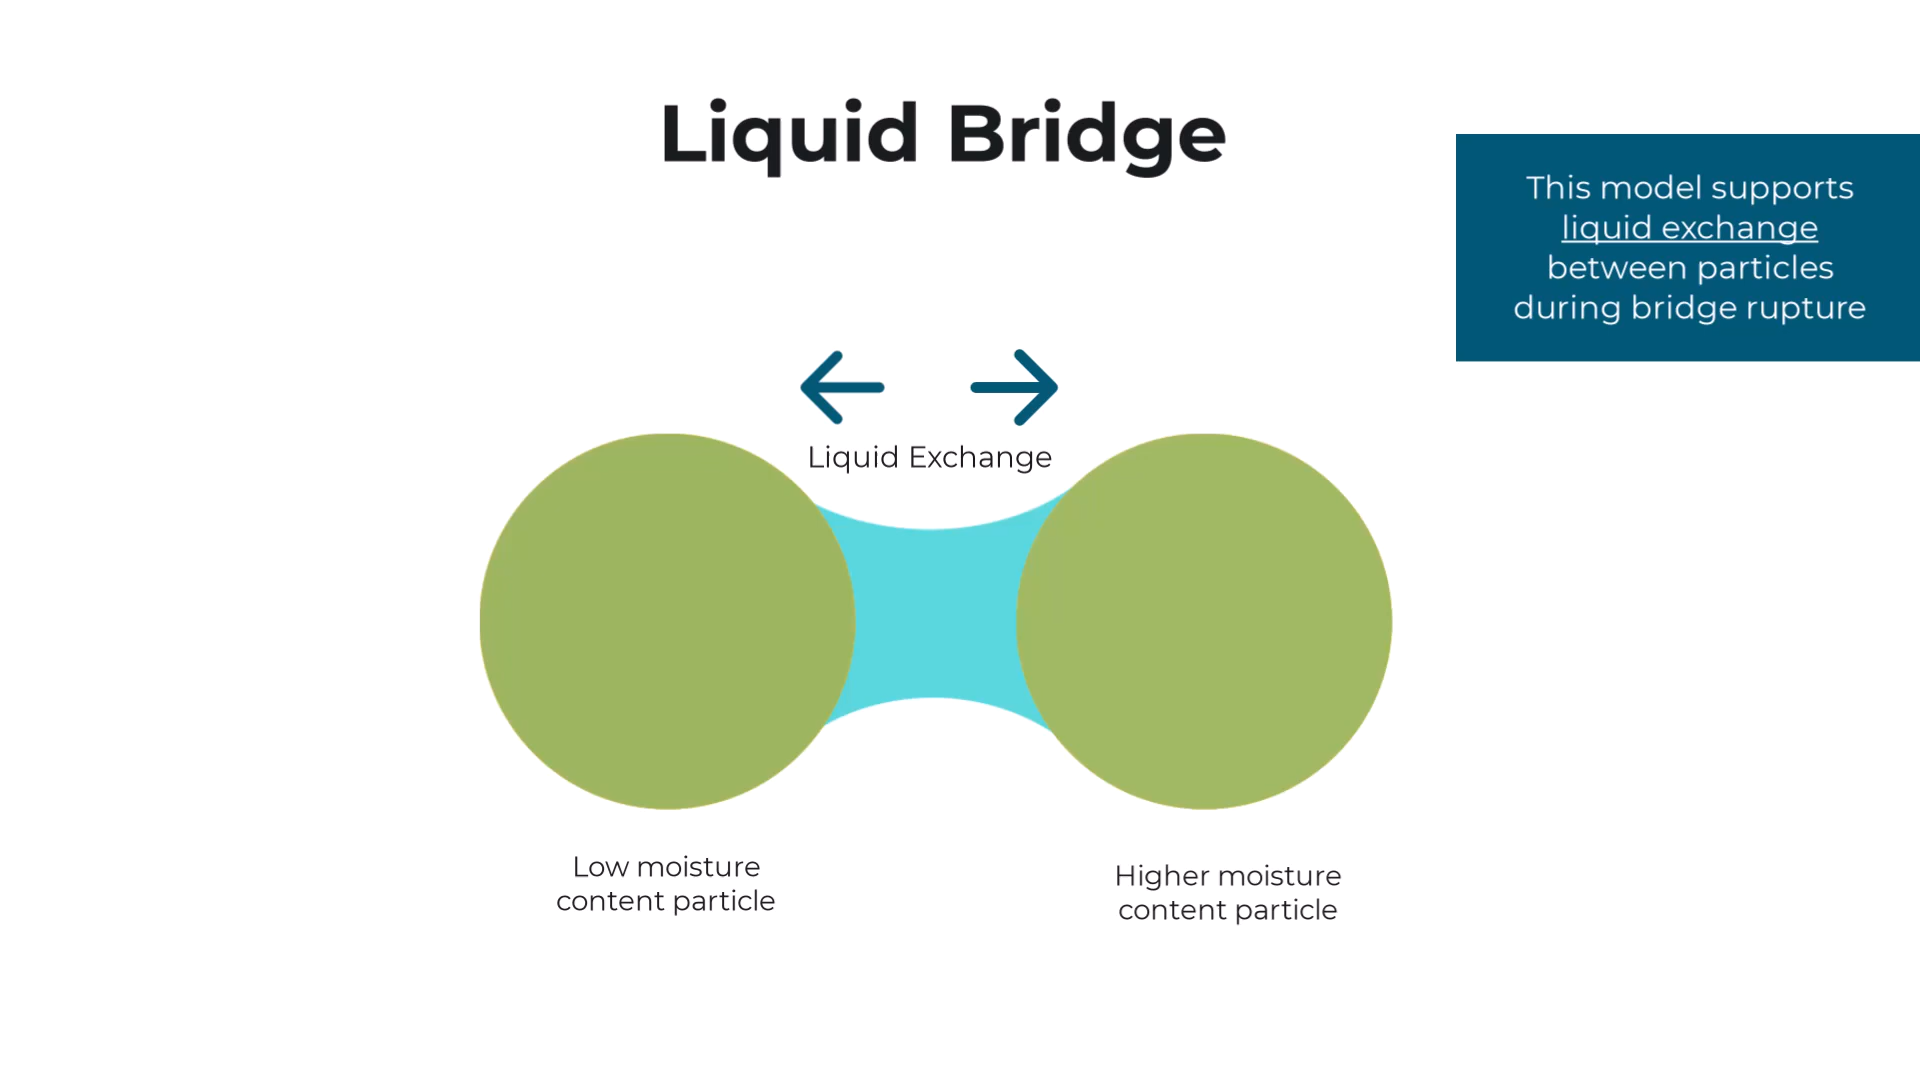 Liquid Bridge
This model supports
liquid exchange
between particles
during bridge rupture
Liquid Exchange
Low moisture
content particle
Higher moisture
content particle